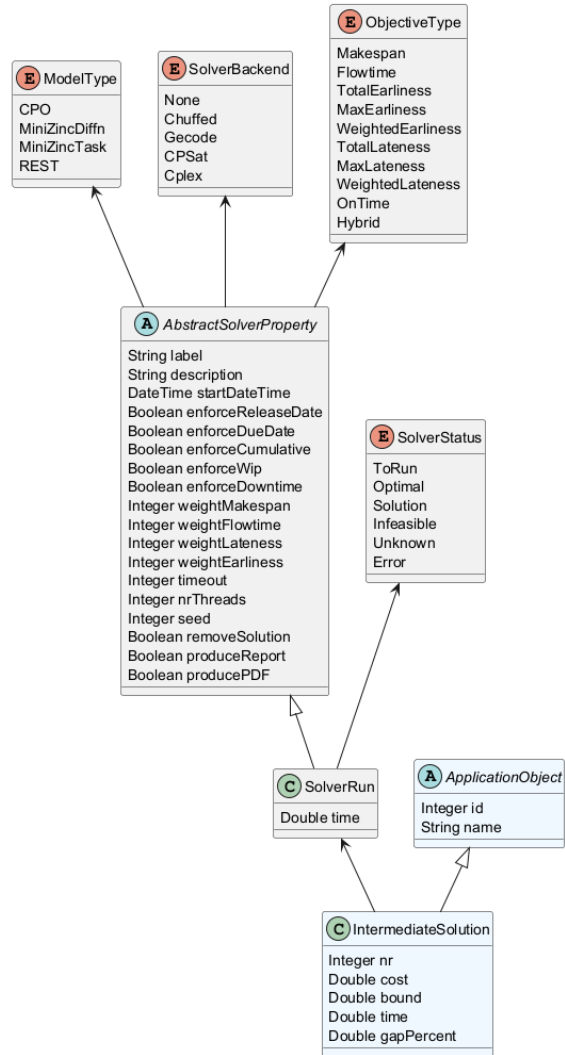 E ObjectiveType
Makespan
Flowtime
TotalEarliness
MaxEarliness
WeightedEarliness
TotalLateness
MaxLateness
WeightedLateness
OnTime
Hybrid
E SolverBackend
None
Chuffed
Gecode
CPSat
Cplex
E ModelType
CPO
MiniZincDiffn
MiniZincTask
REST
A AbstractSolverProperty
String label
String description
DateTime startDateTime
Boolean enforceReleaseDate
Boolean enforceDueDate
Boolean enforceCumulative
Boolean enforceWip
Boolean enforceDowntime
Integer weightMakespan
Integer weightFlowtime
Integer weightLateness
Integer weightEarliness
Integer timeout
Integer nrThreads
Integer seed
Boolean removeSolution
Boolean produceReport
Boolean producePDF
E SolverStatus
ToRun
Optimal
Solution
Infeasible
Unknown
Error
C SolverRun
Double time
A ApplicationObject
Integer id
String name
C IntermediateSolution
Integer nr
Double cost
Double bound
Double time
Double gapPercent